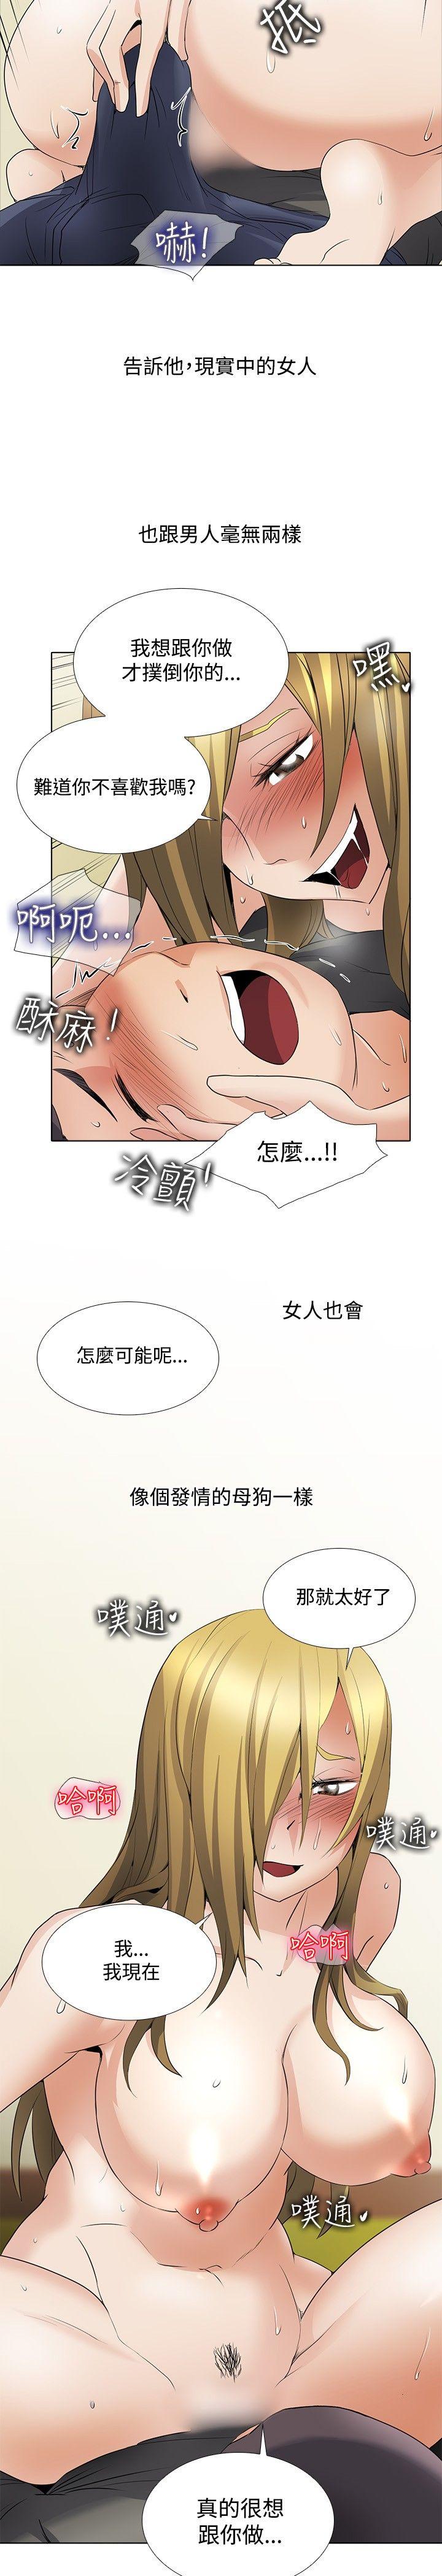 抵
嚇!
告訴他,現實中的女人
也跟男人毫無兩樣
我想跟你做
才撲倒你的...
嘿
難道你不喜歡我嗎?
啊呃...
酥麻!
怎麼...!!
冷顫!
女人也會
怎麼可能呢...
像個發情的母狗一樣
那就太好了
噗通
哈啊
噗通
我...
我現在
哈啊
噗通
真的很想
跟你做...